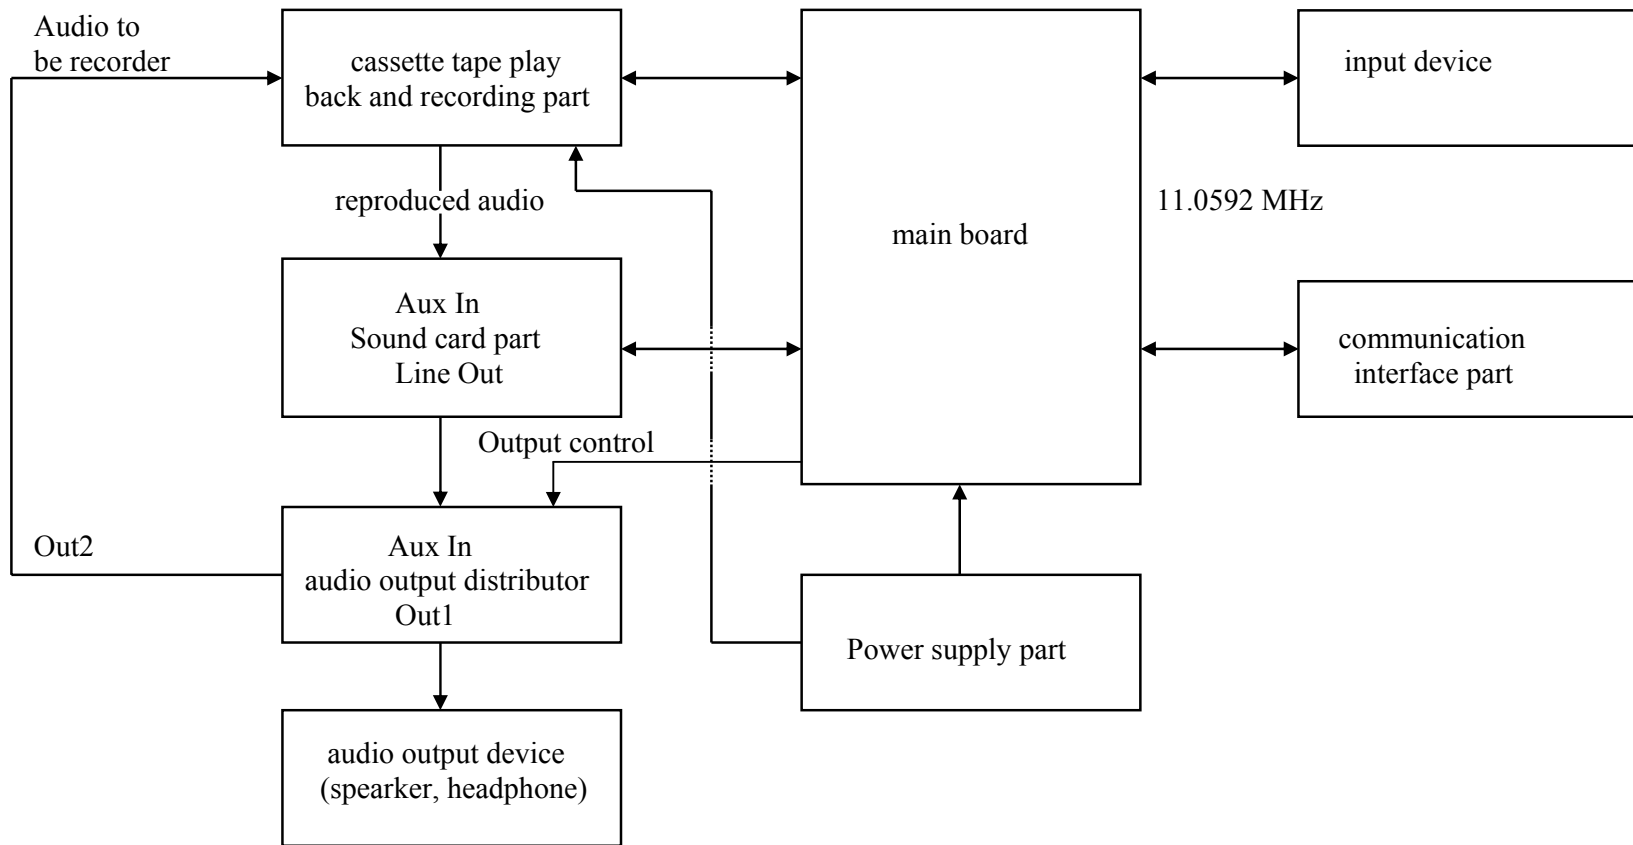 Audio to
be recorder
cassette tape play
back and recording part
input device
reproduced audio
11.0592 MHz
main board
Aux In
Sound card part
Line Out
communication
interface part
Output control
Out2
Aux In
audio output distributor
Out1
Power supply part
audio output device
(spearker, headphone)